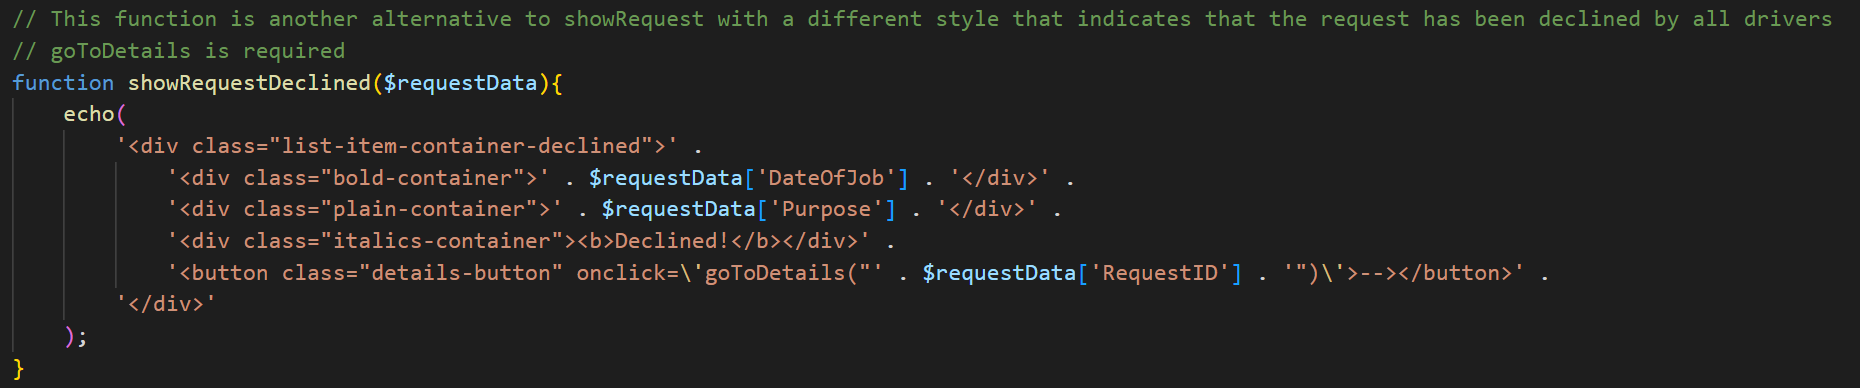 // This function is another alternative to showRequest with a different style that indicates that the request has been declined by all drivers
// goToDetails is required
function showRequestDeclined($requestData){
    echo(
        '<div class="list-item-container-declined">' .
            '<div class="bold-container">' . $requestData['DateOfJob'] . '</div>' .
            '<div class="plain-container">' . $requestData['Purpose'] . '</div>' .
            '<div class="italics-container"><b>Declined!</b></div>' .
            '<button class="details-button" onclick=\'goToDetails("' . $requestData['RequestID'] . '")\'>--></button>' .
        '</div>'
    );
}